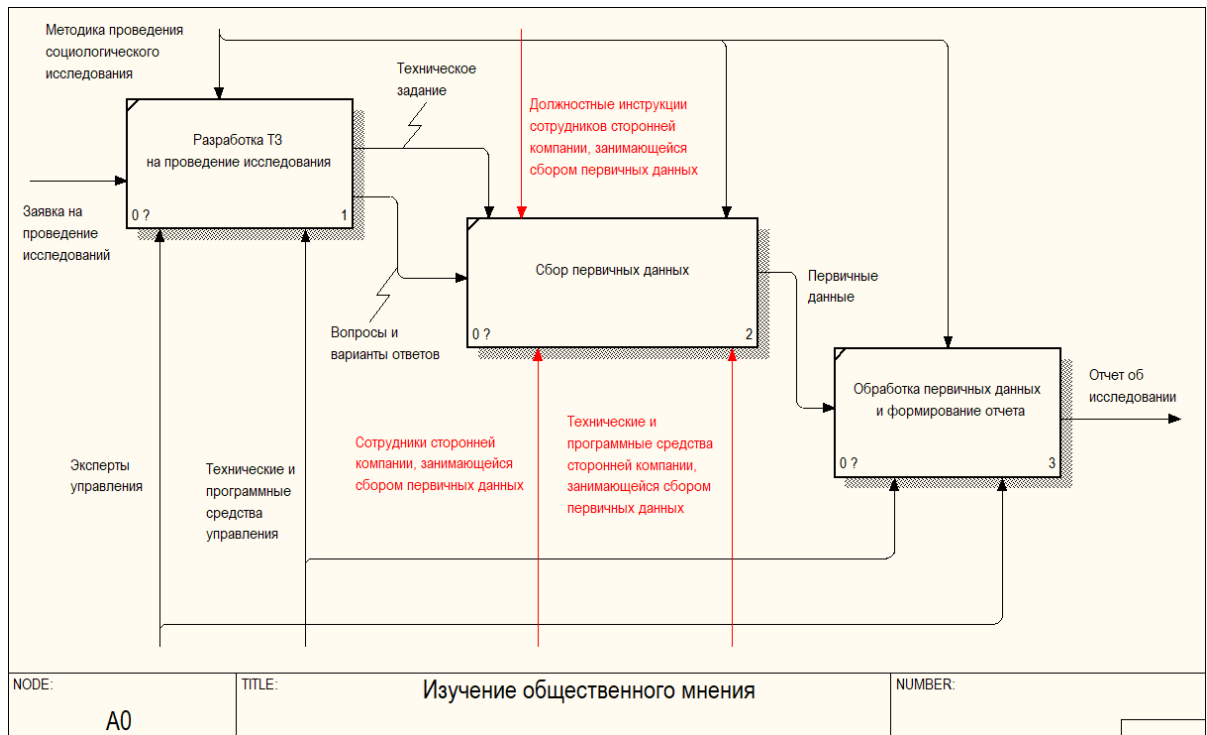 Методика проведения
социологического
исследования
Техническое
задание
Должностные инструкции
сотрудников сторонней
компании, занимающейся
сбором первичных данных
Разработка ТЗ
на проведение исследования
0 ?
1
Заявка на
проведение
исследований
Сбор первичных данных
0 ?
2
Первичные
данные
Вопросы и
варианты ответов
Обработка первичных данных
и формирование отчета
0 ?
3
Отчет об
исследовании
Эксперты
управления
Технические и
программные
средства
управления
Сотрудники сторонней
компании, занимающейся
сбором первичных данных
Технические и
программные средства
сторонней компании,
занимающейся сбором
первичных данных
NODE:
A0
TITLE:
Изучение общественного мнения
NUMBER: